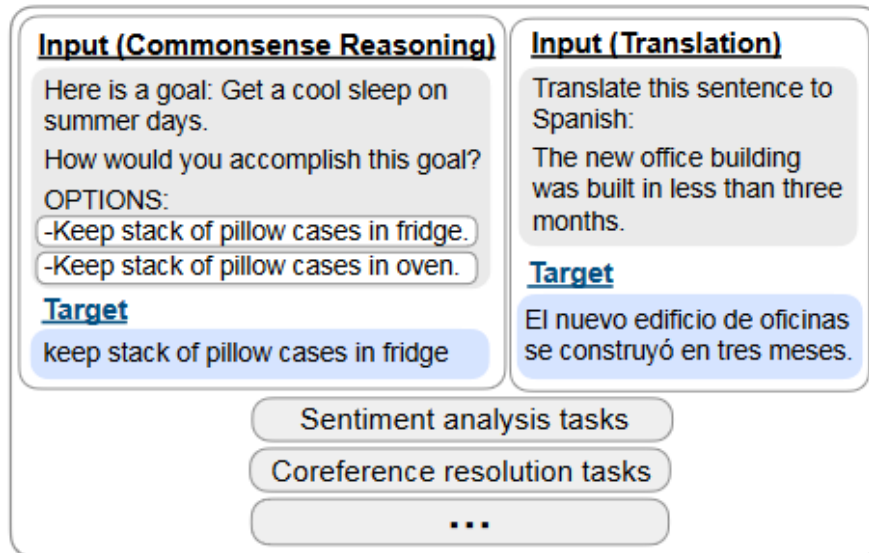 Input (Commonsense Reasoning)
Here is a goal: Get a cool sleep on
summer days.
How would you accomplish this goal?
OPTIONS:
-Keep stack of pillow cases in fridge.
-Keep stack of pillow cases in oven.
Target
keep stack of pillow cases in fridge
Input (Translation)
Translate this sentence to
Spanish:
The new office building
was built in less than three
months.
Target
El nuevo edificio de oficinas
se construyó en tres meses.
Sentiment analysis tasks
Coreference resolution tasks
...